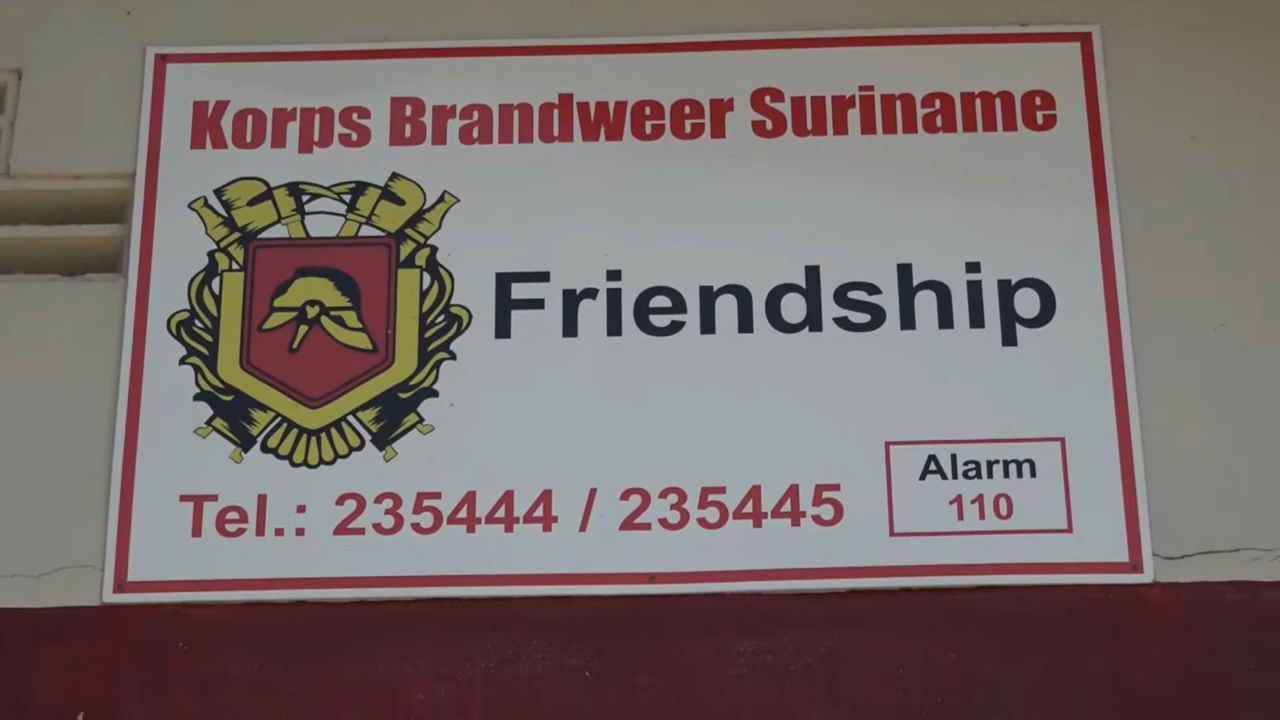 Korps Brandweer Suriname
Friendship
Tel.: 235444 / 235445
Alarm
110